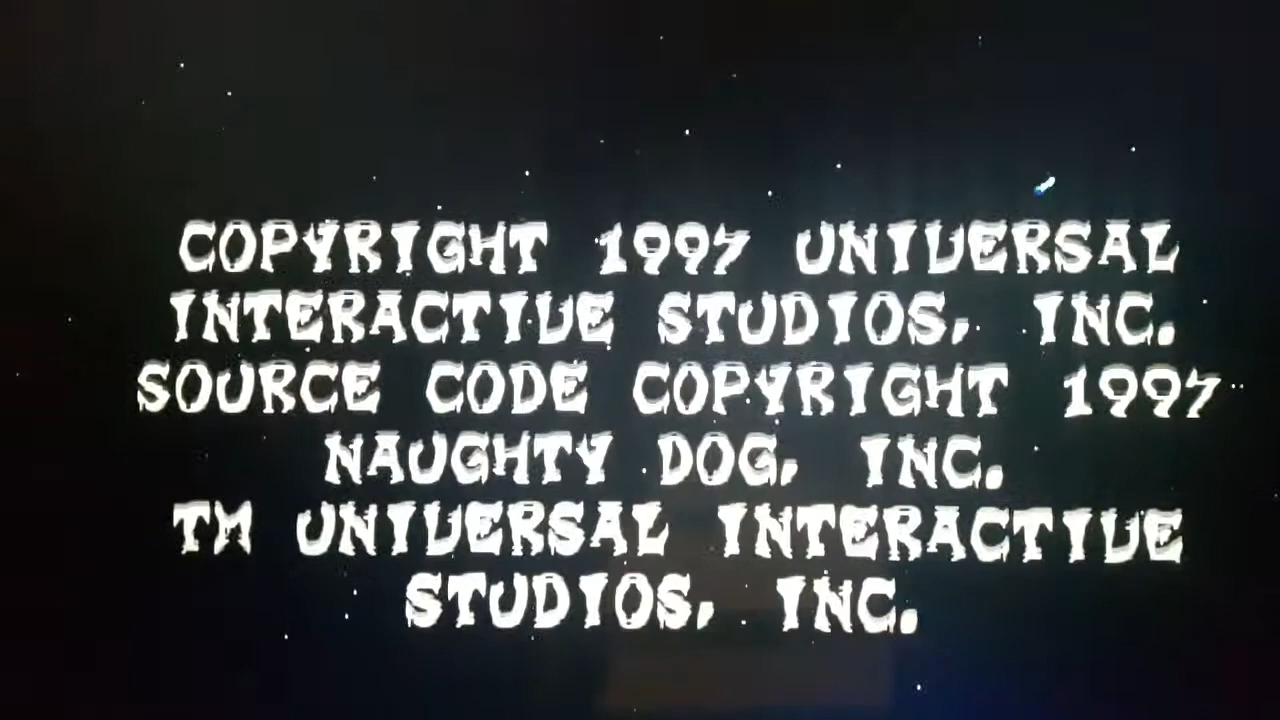 COPYRIGHT 1997 UNIVERSAL
INTERACTIVE STUDIOS, INC.
SOURCE CODE COPYRIGHT 1997
NAUGHTY DOG, INC.
TM UNIVERSAL INTERACTIVE
STUDIOS, INC.